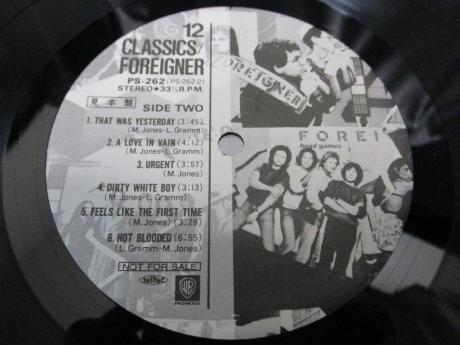 12
CLASSICS/
FOREIGNER
PS-262 (PS-262-2)
STEREO●33⅓R.P.M.
見本盤
SIDE TWO
1. THAT WAS YESTERDAY (3:45)
(M. Jones-L. Gramm)
2. A LOVE IN VAIN (4:12)
(M. Jones-L. Gramm)
3. URGENT (3:57)
(M. Jones)
4. DIRTY WHITE BOY (3:13)
(M. Jones-L. Gramm)
5. FEELS LIKE THE FIRST TIME
(M. Jones) (3:28)
6. HOT BLOODED (6:55)
(L. Gramm-M. Jones)
NOT FOR SALE
WB
PIONEER
FOREIGNER
FOREI
head games